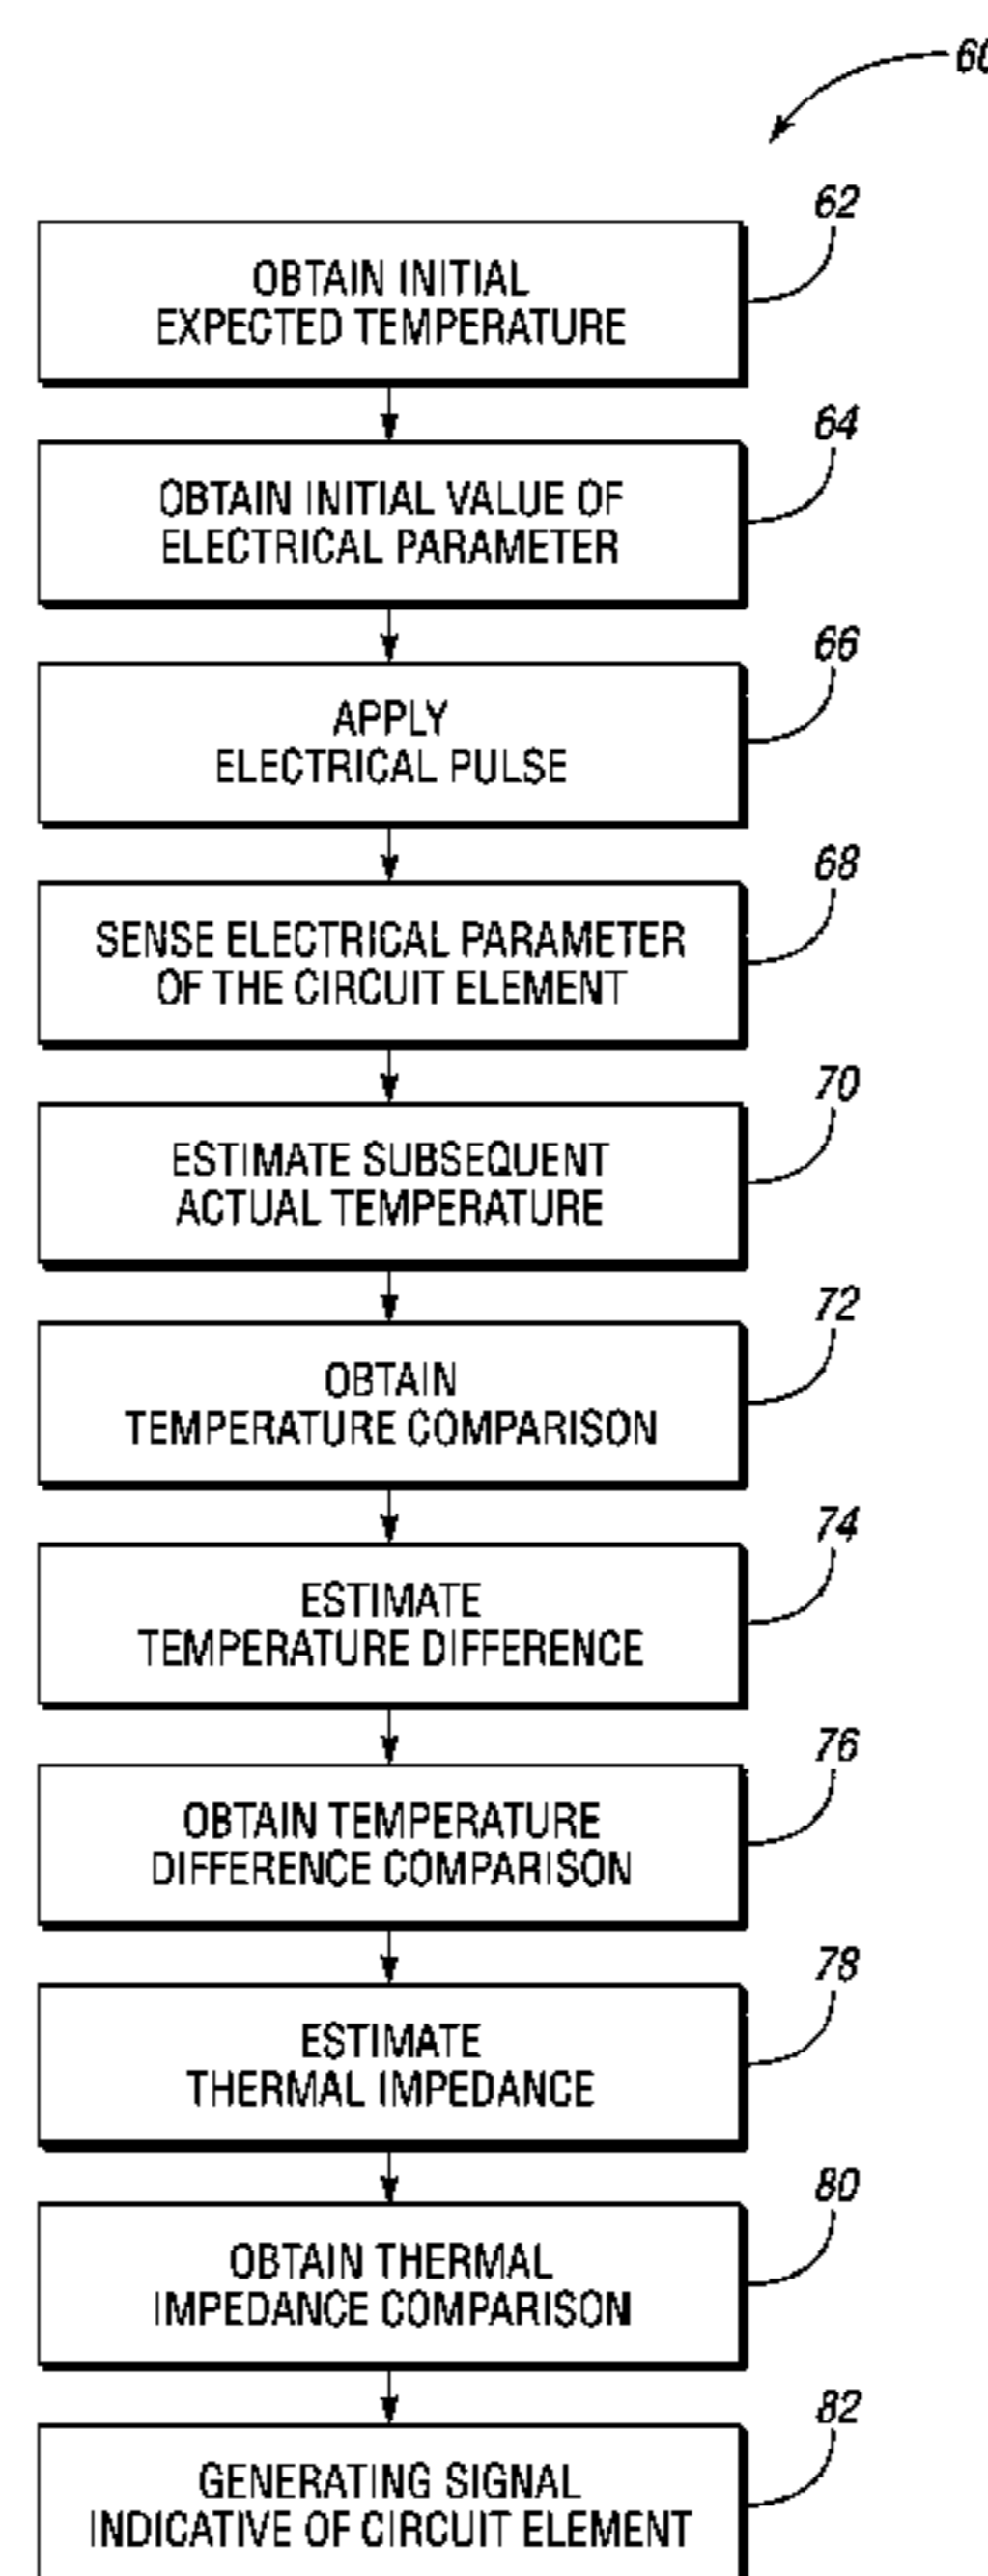 60
62
OBTAIN INITIAL
EXPECTED TEMPERATURE
64
OBTAIN INITIAL VALUE OF
ELECTRICAL PARAMETER
66
APPLY
ELECTRICAL PULSE
68
SENSE ELECTRICAL PARAMETER
OF THE CIRCUIT ELEMENT
70
ESTIMATE SUBSEQUENT
ACTUAL TEMPERATURE
72
OBTAIN
TEMPERATURE COMPARISON
74
ESTIMATE
TEMPERATURE DIFFERENCE
76
OBTAIN TEMPERATURE
DIFFERENCE COMPARISON
78
ESTIMATE
THERMAL IMPEDANCE
80
OBTAIN THERMAL
IMPEDANCE COMPARISON
82
GENERATING SIGNAL
INDICATIVE OF CIRCUIT ELEMENT